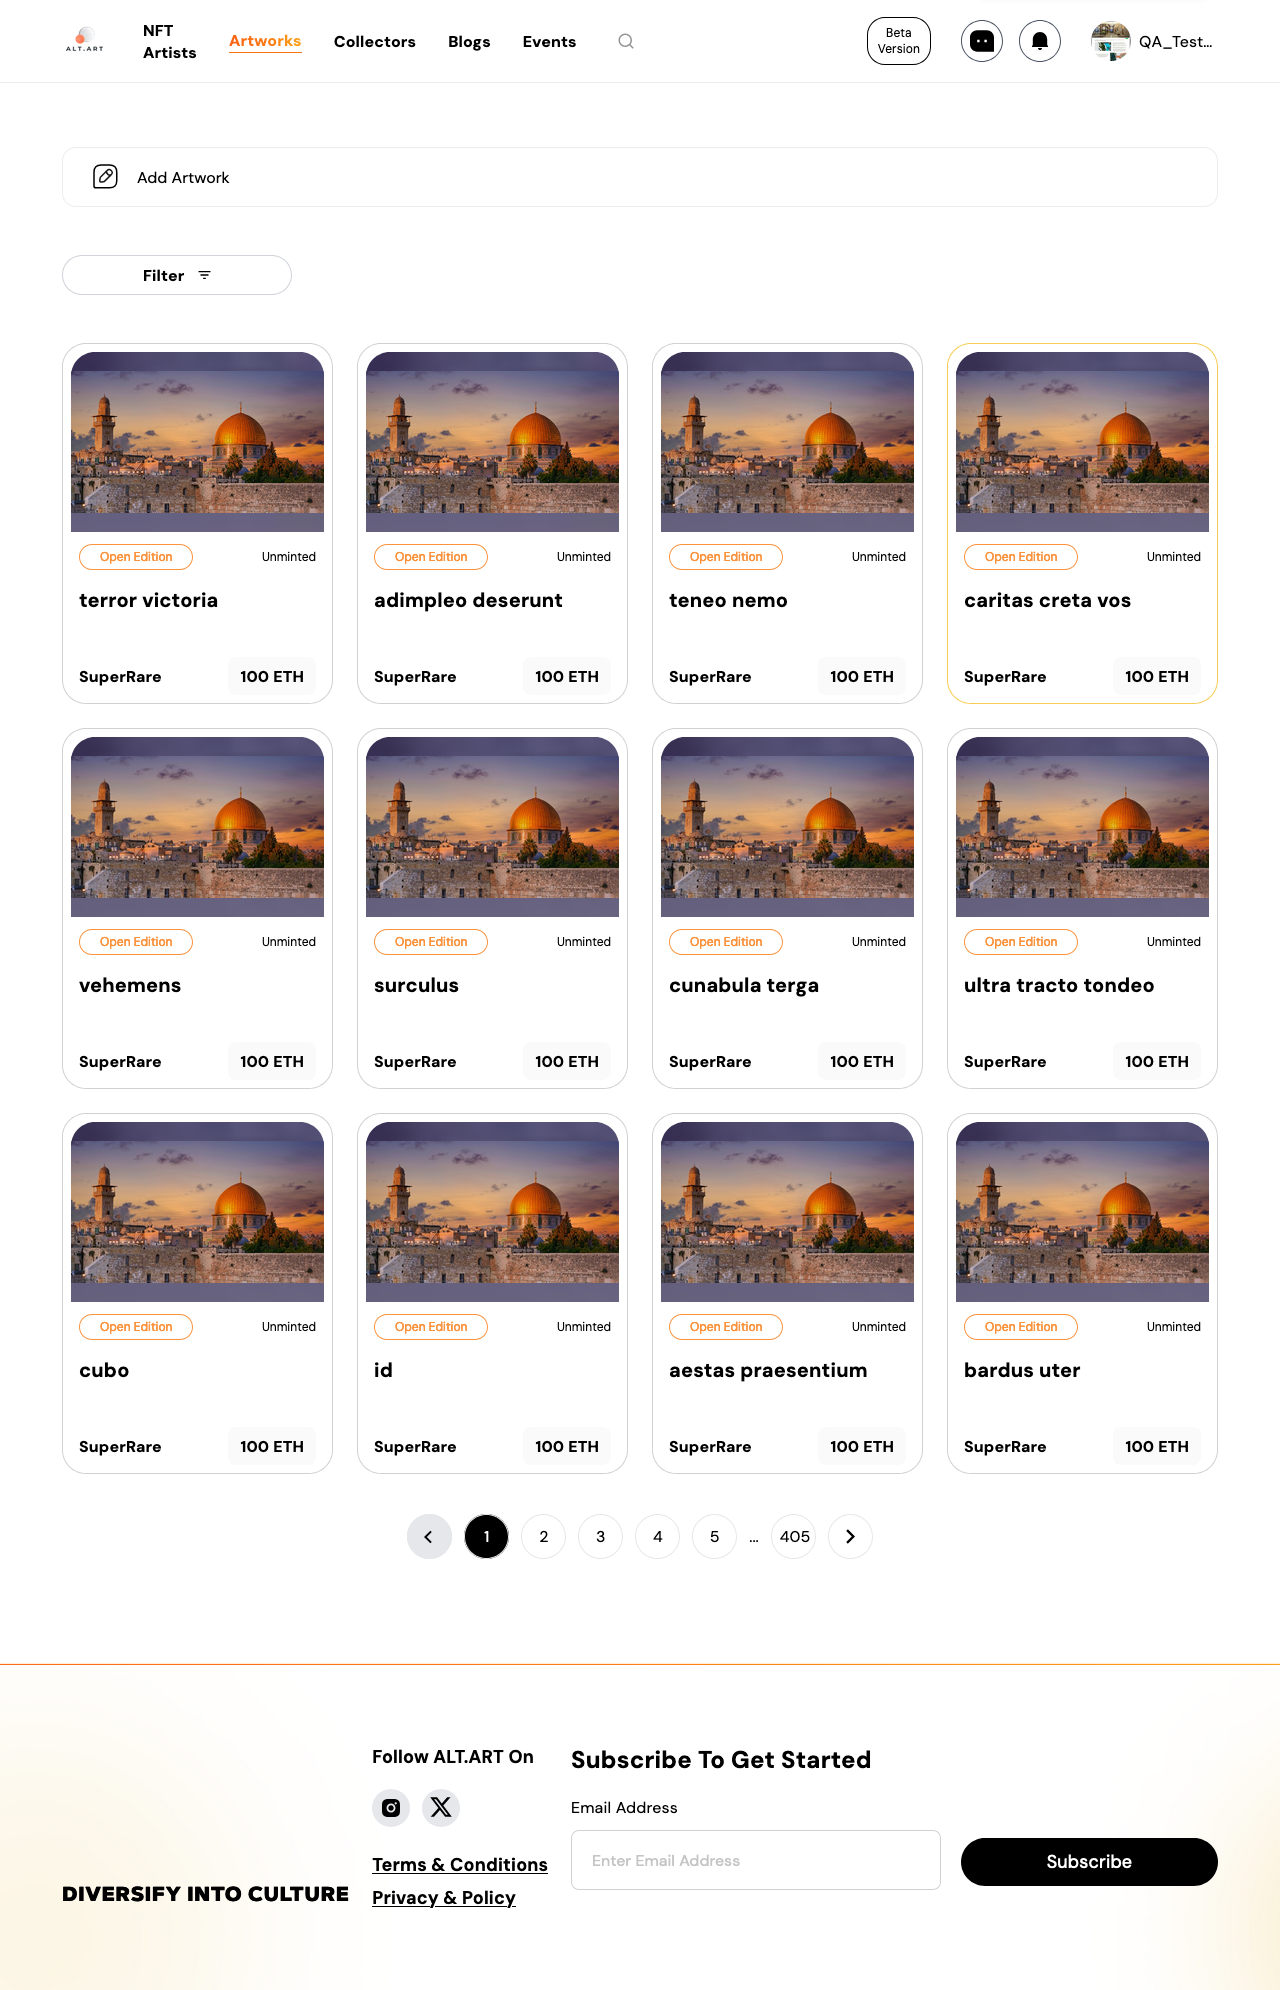 ALT.ART
NFT Artists
Artworks
Collectors
Blogs
Events
Beta Version
QA_Test...
Add Artwork
Filter
Open Edition Unminted
terror victoria
SuperRare 100 ETH
Open Edition Unminted
adimpleo deserunt
SuperRare 100 ETH
Open Edition Unminted
teneo nemo
SuperRare 100 ETH
Open Edition Unminted
caritas creta vos
SuperRare 100 ETH
Open Edition Unminted
vehemens
SuperRare 100 ETH
Open Edition Unminted
surculus
SuperRare 100 ETH
Open Edition Unminted
cunabula terga
SuperRare 100 ETH
Open Edition Unminted
ultra tracto tondeo
SuperRare 100 ETH
Open Edition Unminted
cubo
SuperRare 100 ETH
Open Edition Unminted
id
SuperRare 100 ETH
Open Edition Unminted
aestas praesentium
SuperRare 100 ETH
Open Edition Unminted
bardus uter
SuperRare 100 ETH
1 2 3 4 5 ... 405
DIVERSIFY INTO CULTURE
Follow ALT.ART On
Terms & Conditions
Privacy & Policy
Subscribe To Get Started
Email Address
Enter Email Address
Subscribe